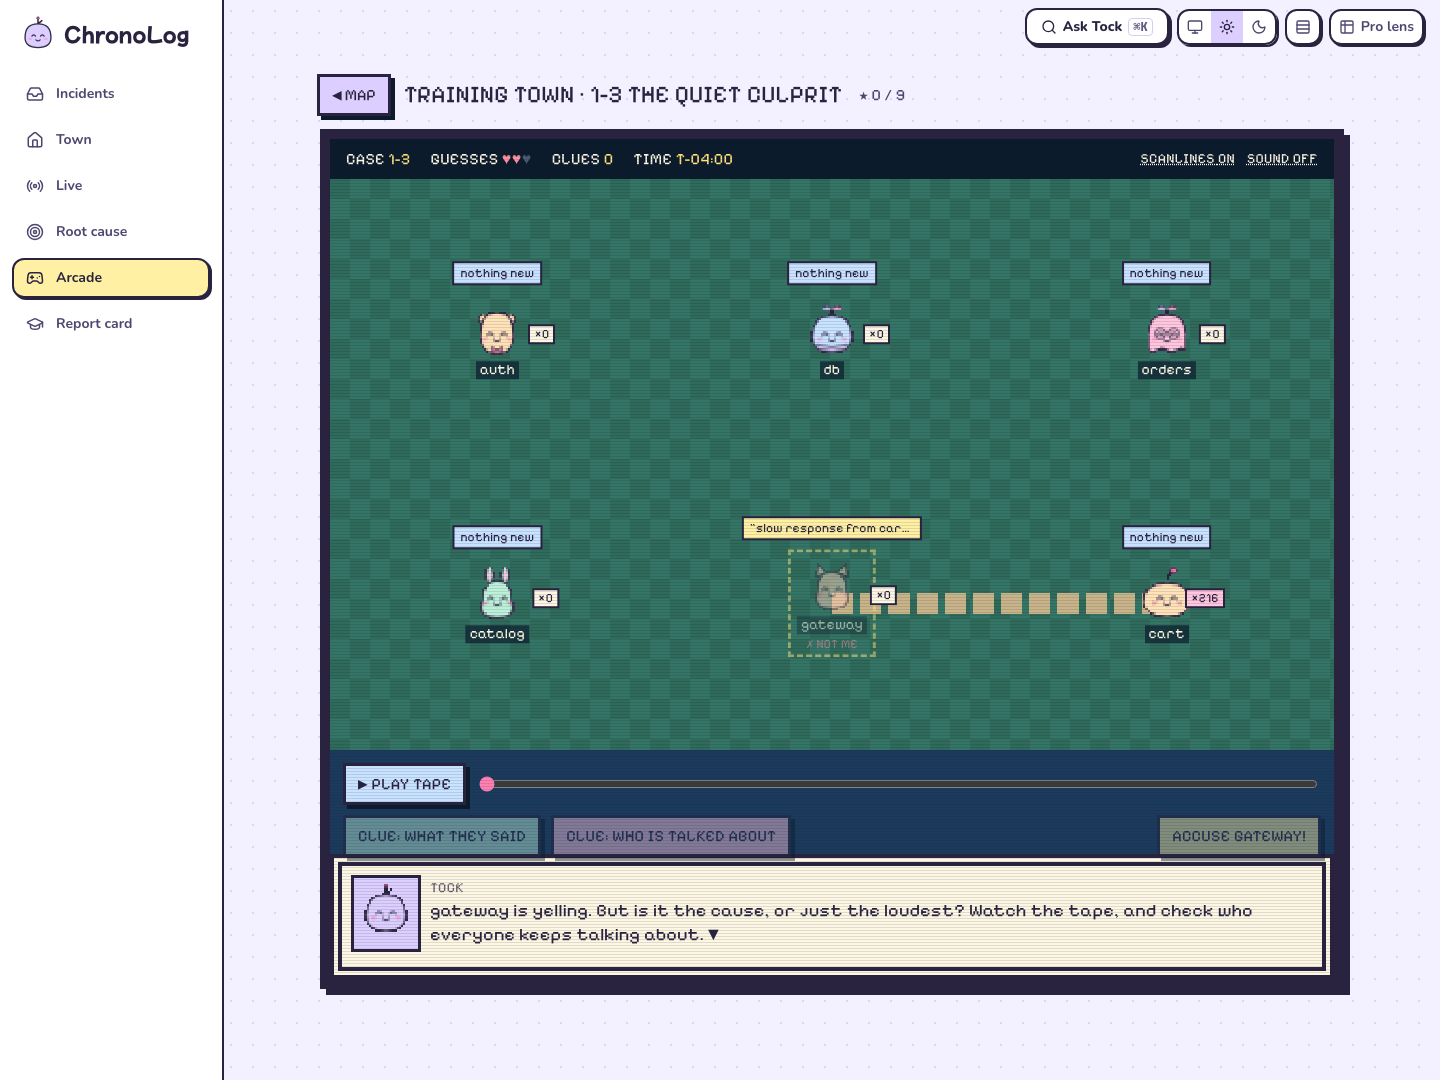 ChronoLog
Ask Tock ⌘K
Pro lens
Incidents
Town
Live
Root cause
Arcade
Report card
◀ MAP
TRAINING TOWN · 1-3 THE QUIET CULPRIT
★ 0 / 9
CASE 1-3 GUESSES ♥♥♥ CLUES 0 TIME T-04:00
SCANLINES ON SOUND OFF
nothing new
nothing new
nothing new
×0
×0
×0
auth
db
orders
"slow response from car...
nothing new
nothing new
×0
×0
×216
catalog
gateway
cart
✗ NOT ME
▶ PLAY TAPE
CLUE: WHAT THEY SAID
CLUE: WHO IS TALKED ABOUT
ACCUSE GATEWAY!
TOCK
gateway is yelling. But is it the cause, or just the loudest? Watch the tape, and check who
everyone keeps talking about. ▼